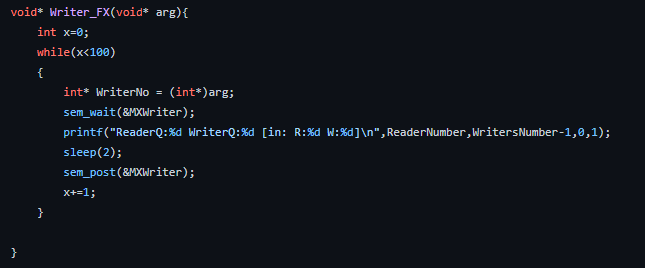 void* Writer_FX(void* arg){
    int x=0;
    while(x<100)
    {
        int* WriterNo = (int*)arg;
        sem_wait(&MXWriter);
        printf("ReaderQ:%d WriterQ:%d [in: R:%d W:%d]\n",ReaderNumber,WritersNumber-1,0,1);
        sleep(2);
        sem_post(&MXWriter);
        x+=1;
    }
}